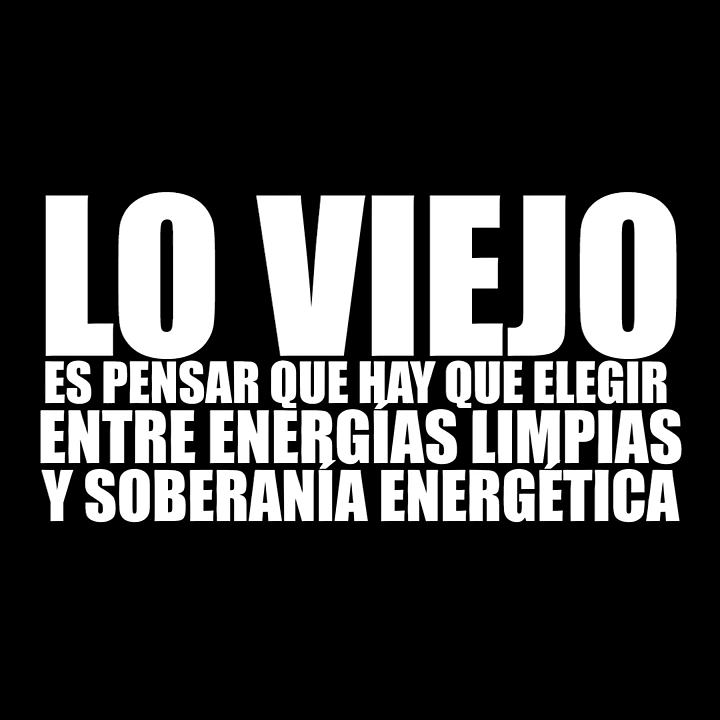 LO VIEJO
ES PENSAR QUE HAY QUE ELEGIR
ENTRE ENERGÍAS LIMPIAS
Y SOBERANÍA ENERGÉTICA